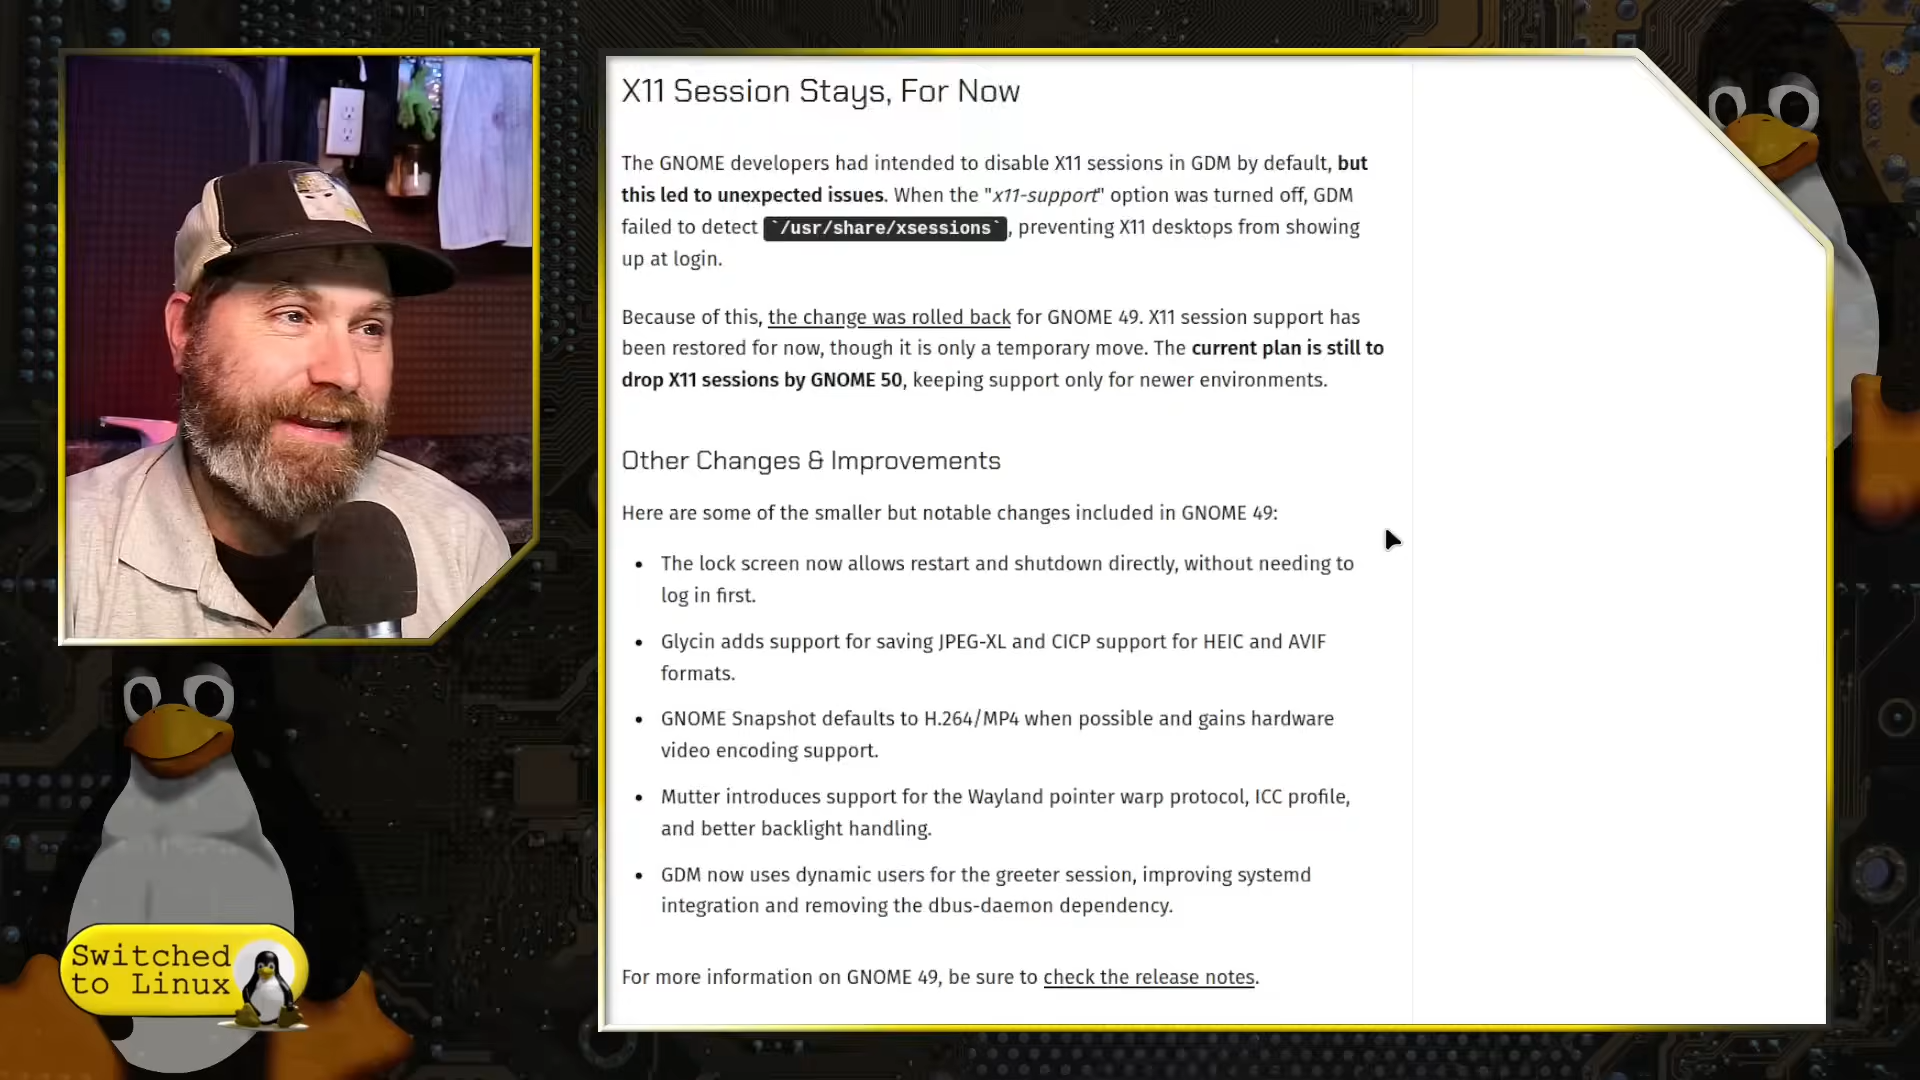 X11 Session Stays, For Now
The GNOME developers had intended to disable X11 sessions in GDM by default, but
this led to unexpected issues. When the "x11-support" option was turned off, GDM
failed to detect `/usr/share/xsessions`, preventing X11 desktops from showing
up at login.
Because of this, the change was rolled back for GNOME 49. X11 session support has
been restored for now, though it is only a temporary move. The current plan is still to
drop X11 sessions by GNOME 50, keeping support only for newer environments.
Other Changes & Improvements
Here are some of the smaller but notable changes included in GNOME 49:
• The lock screen now allows restart and shutdown directly, without needing to
log in first.
• Glycin adds support for saving JPEG-XL and CICP support for HEIC and AVIF
formats.
• GNOME Snapshot defaults to H.264/MP4 when possible and gains hardware
video encoding support.
• Mutter introduces support for the Wayland pointer warp protocol, ICC profile,
and better backlight handling.
• GDM now uses dynamic users for the greeter session, improving systemd
integration and removing the dbus-daemon dependency.
For more information on GNOME 49, be sure to check the release notes.
Switched
to Linux